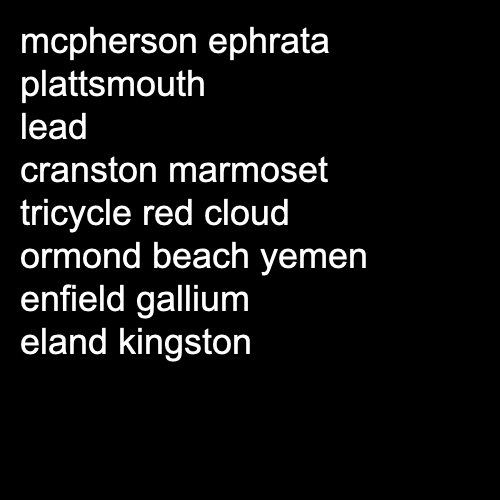 mcpherson ephrata
plattsmouth
lead
cranston marmoset
tricycle red cloud
ormond beach yemen
enfield gallium
eland kingston